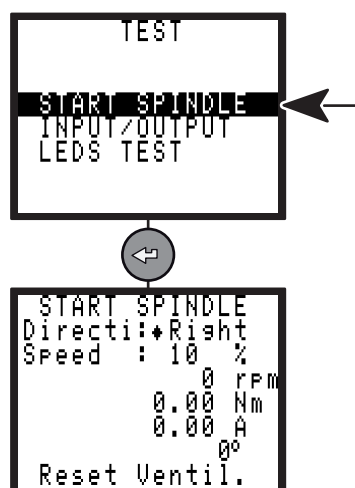 TEST
START SPINDLE
INPUT/OUTPUT
LEDS TEST
START SPINDLE
Directi:♦Right
Speed : 10 %
0 rpm
0.00 Nm
0.00 A
0°
Reset Ventil.